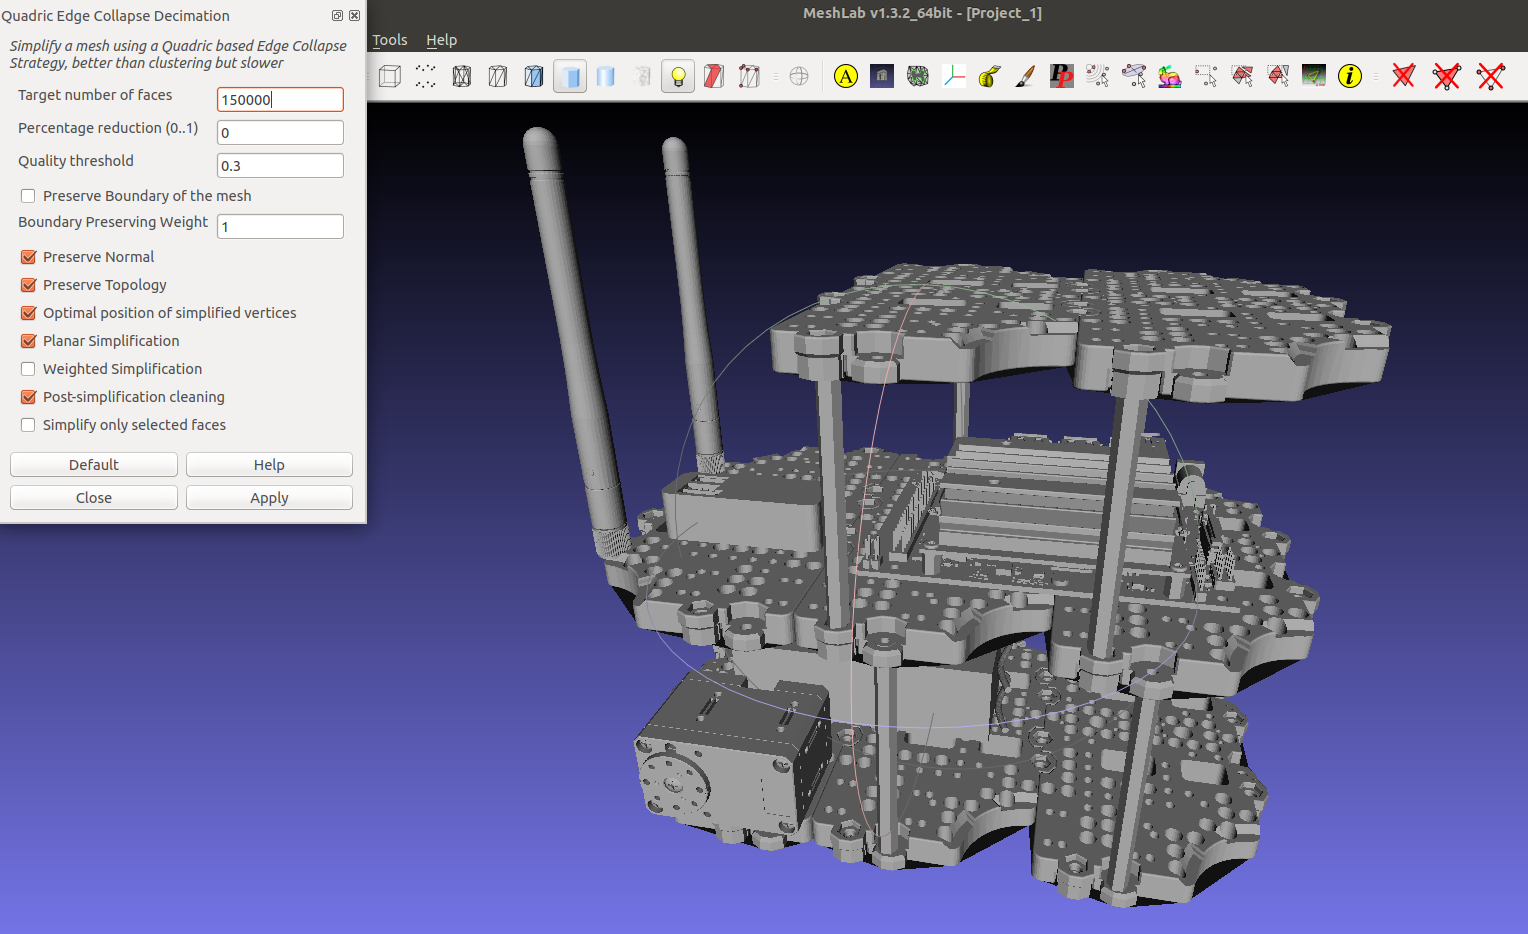 Quadric Edge Collapse Decimation
Simplify a mesh using a Quadric based Edge Collapse
Strategy, better than clustering but slower
Target number of faces
150000
Percentage reduction (0..1)
0
Quality threshold
0.3
Preserve Boundary of the mesh
Boundary Preserving Weight
1
Preserve Normal
Preserve Topology
Optimal position of simplified vertices
Planar Simplification
Weighted Simplification
Post-simplification cleaning
Simplify only selected faces
Default
Help
Close
Apply
MeshLab v1.3.2_64bit - [Project_1]
Tools
Help
A
PP
i